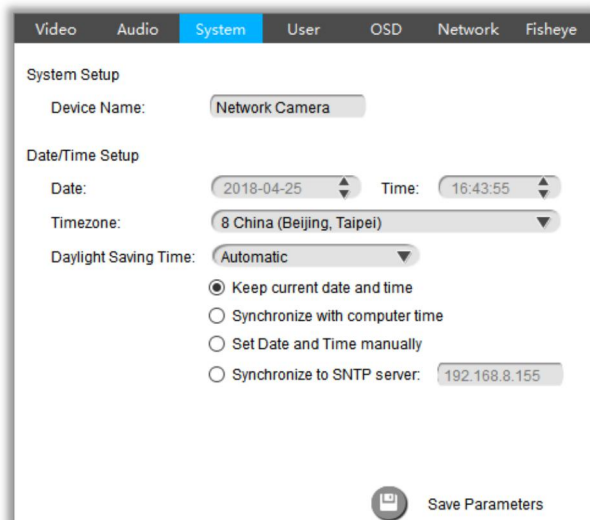 Video Audio System User OSD Network Fisheye
System Setup
Device Name: Network Camera
Date/Time Setup
Date: 2018-04-25 Time: 16:43:55
Timezone: 8 China (Beijing, Taipei)
Daylight Saving Time: Automatic
Keep current date and time
Synchronize with computer time
Set Date and Time manually
Synchronize to SNTP server: 192.168.8.155
Save Parameters